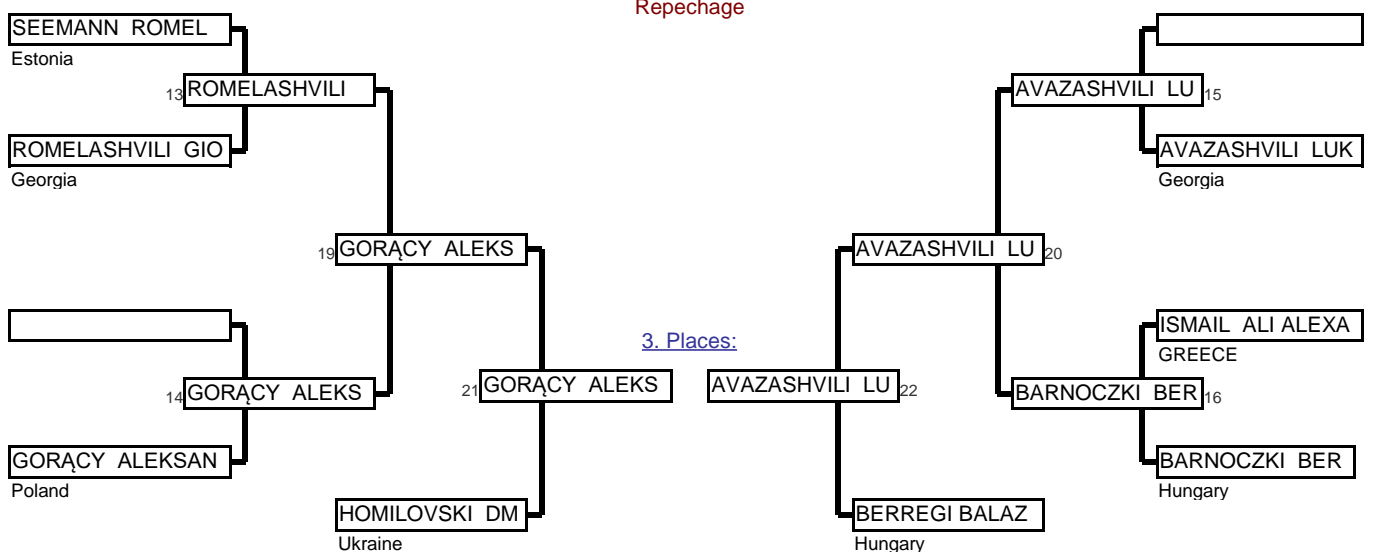 Repechage
SEEMANN ROMEL
Estonia
13 ROMELASHVILI
AVAZASHVILI LU 15
ROMELASHVILI GIO
Georgia
AVAZASHVILI LUK
Georgia
19 GORĄCY ALEKS
AVAZASHVILI LU 20
ISMAIL ALI ALEXA
GREECE
3. Places:
14 GORĄCY ALEKS
21 GORĄCY ALEKS
AVAZASHVILI LU 22
BARNOCZKI BER 16
GORĄCY ALEKSAN
Poland
BARNOCZKI BER
Hungary
HOMILOVSKI DM
Ukraine
BERREGI BALAZ
Hungary